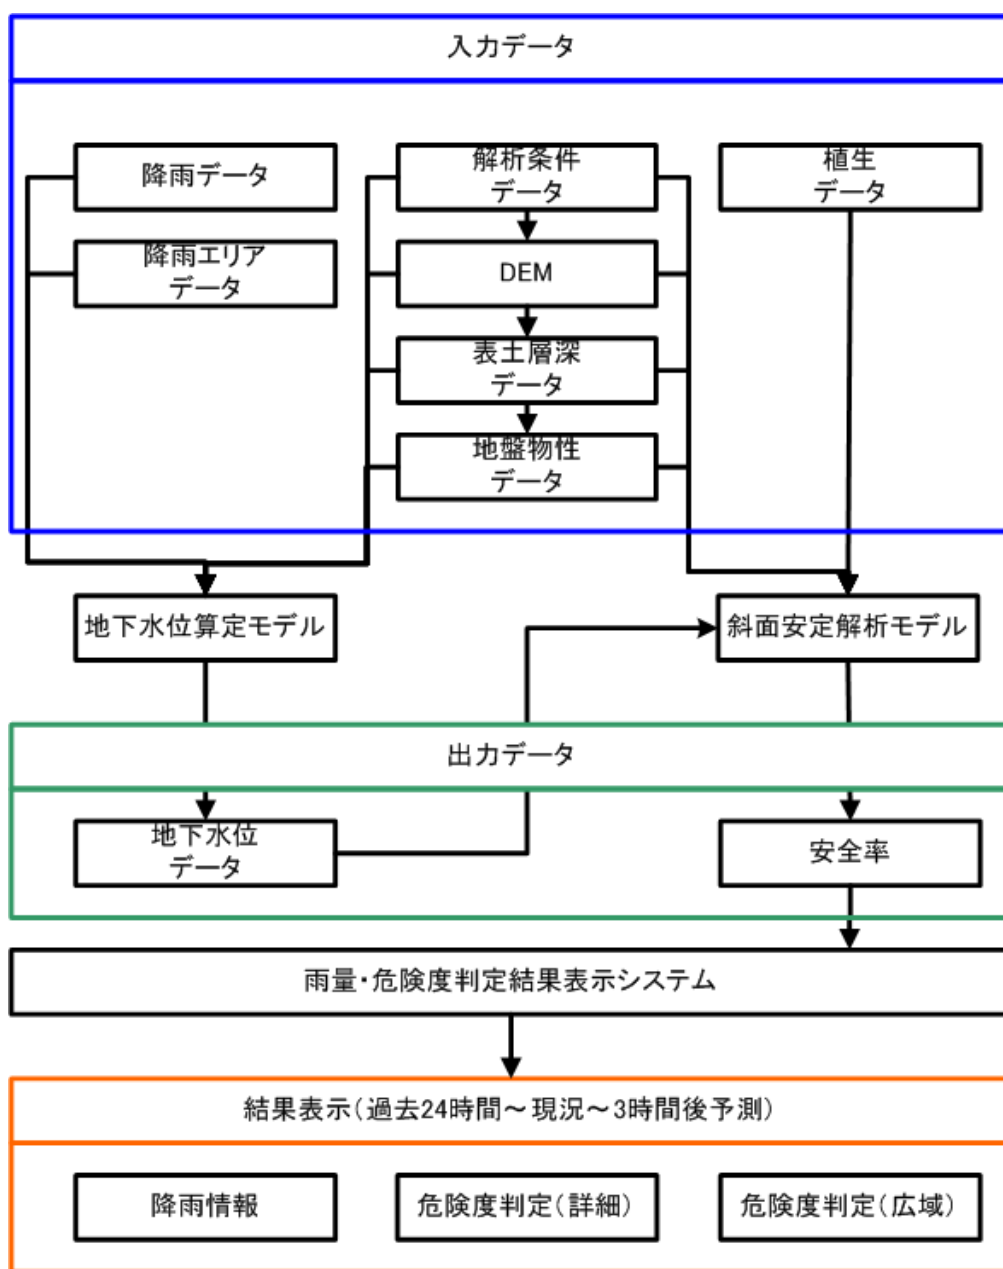 入力データ
降雨データ
解析条件
データ
植生
データ
降雨エリア
データ
DEM
表土層深
データ
地盤物性
データ
地下水位算定モデル
斜面安定解析モデル
出力データ
地下水位
データ
安全率
雨量・危険度判定結果表示システム
結果表示(過去24時間～現況～3時間後予測)
降雨情報
危険度判定(詳細)
危険度判定(広域)